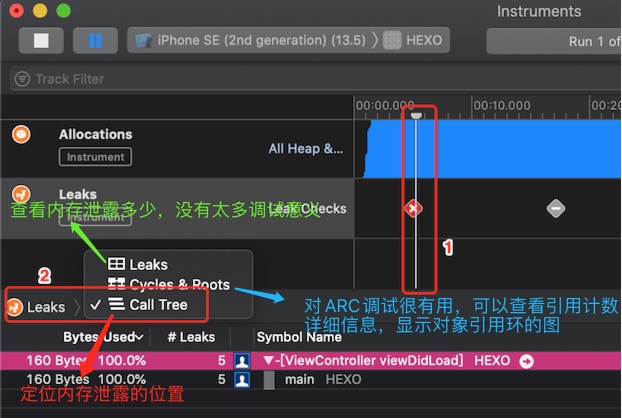 Instruments
iPhone SE (2nd generation) (13.5) 〉 HEXO
Run 1 of
Track Filter
00:00.000
00:10.000
00:20
Allocations
Instrument
All Heap &...
Leaks
Instrument
Leak Checks
查看内存泄露多少，没有太多调试意义
1
2
Leaks
Cycles & Roots
✓ Call Tree
Leaks 〉
对ARC调试很有用，可以查看引用计数
详细信息，显示对象引用环的图
Bytes Used # Leaks Symbol Name
160 Bytes 100.0% 5 ▼-[ViewController viewDidLoad] HEXO
160 Bytes 100.0% 5 main HEXO
定位内存泄露的位置